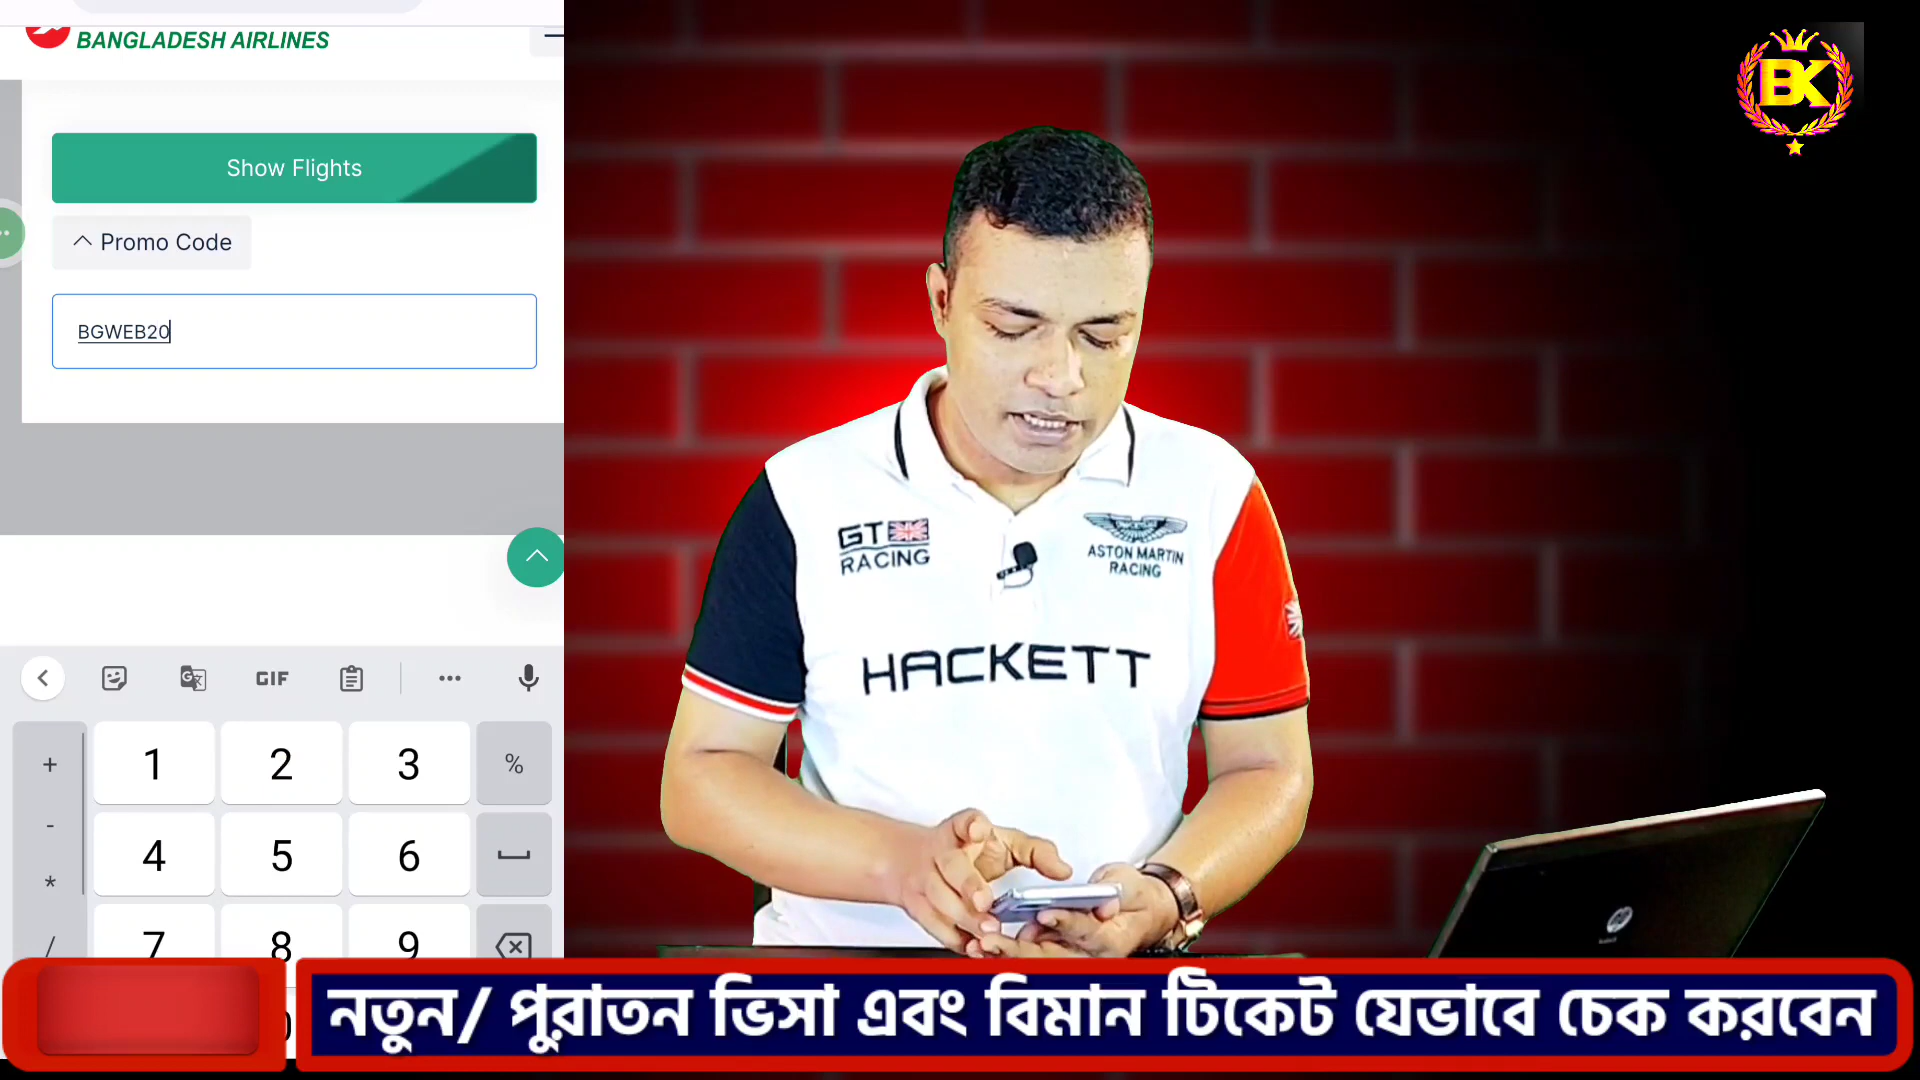 BANGLADESH AIRLINES
Show Flights
Promo Code
BGWEB20
GIF
+ 1 2 3 %
- 4 5 6
*
/ 7 8 9
BK
GT
RACING
ASTON MARTIN
RACING
HACKETT
hp
নতুন/ পুরাতন ভিসা এবং বিমান টিকেট যেভাবে চেক করবেন